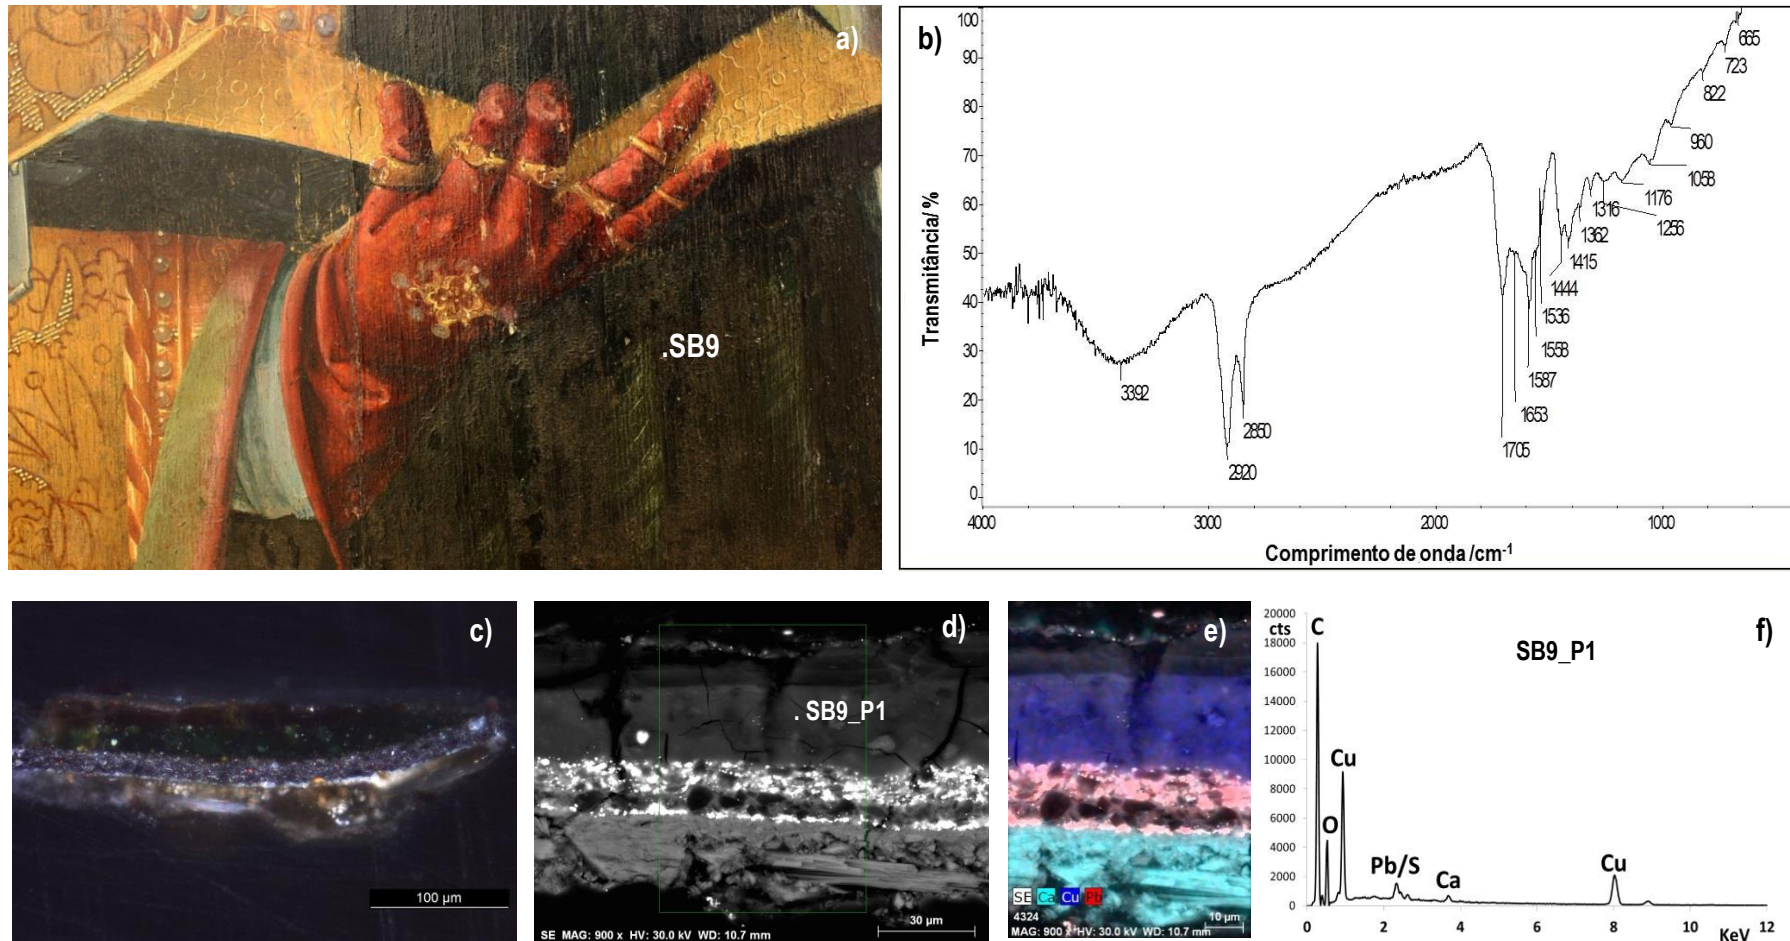 a)
.SB9
b)
Transmitância/ %
100
90
80
70
60
50
40
30
20
10
0
4000
3000
2000
1000
Comprimento de onda /cm-1
3392
2920
2850
1705
1653
1587
1558
1536
1444
1415
1362
1316
1256
1176
1058
960
822
723
665
c)
100 µm
d)
. SB9_P1
SE MAG: 900 x HV: 30.0 kV WD: 10.7 mm
30 µm
e)
SE Ca Cu Pb
4324
MAG: 900 x HV: 30.0 kV WD: 10.7 mm
10 µm
f)
SB9_P1
cts
20000
18000
16000
14000
12000
10000
8000
6000
4000
2000
0
C
O
Cu
Pb/S
Ca
Cu
0 2 4 6 8 10 12
KeV